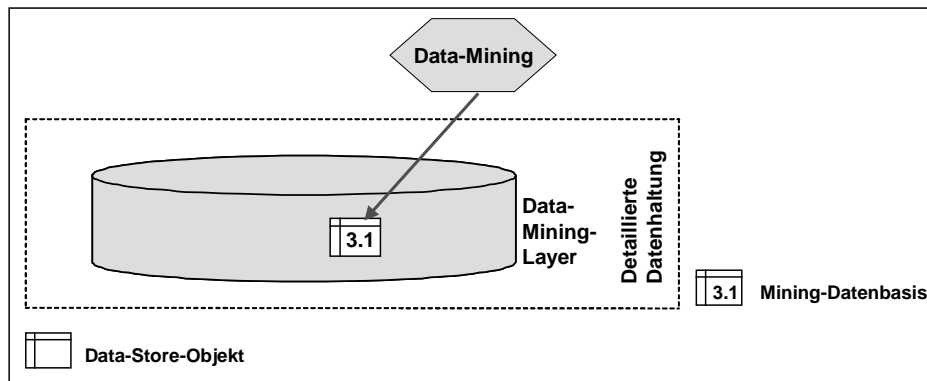 Data-Mining
3.1
Data-
Mining-
Layer
Detaillierte
Datenhaltung
3.1 Mining-Datenbasis
Data-Store-Objekt